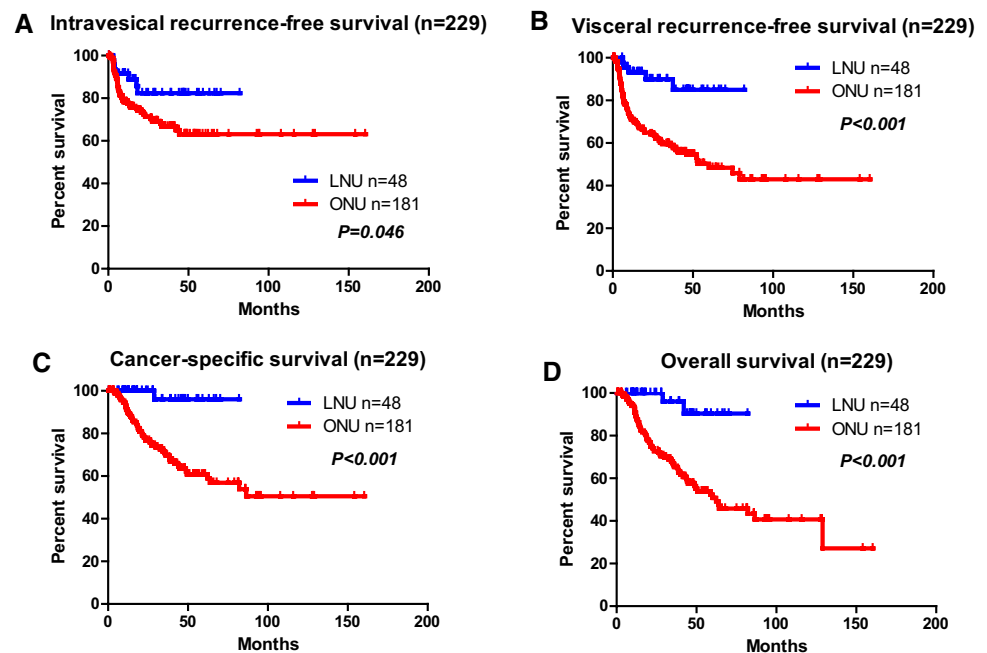 A Intravesical recurrence-free survival (n=229)
100
80
60
40
20
0
Percent survival
LNU n=48
ONU n=181
P=0.046
0 50 100 150 200
Months
B Visceral recurrence-free survival (n=229)
100
80
60
40
20
0
Percent survival
LNU n=48
ONU n=181
P<0.001
0 50 100 150 200
Months
C Cancer-specific survival (n=229)
100
80
60
40
20
0
Percent survival
LNU n=48
ONU n=181
P<0.001
0 50 100 150 200
Months
D Overall survival (n=229)
100
80
60
40
20
0
Percent survival
LNU n=48
ONU n=181
P<0.001
0 50 100 150 200
Months